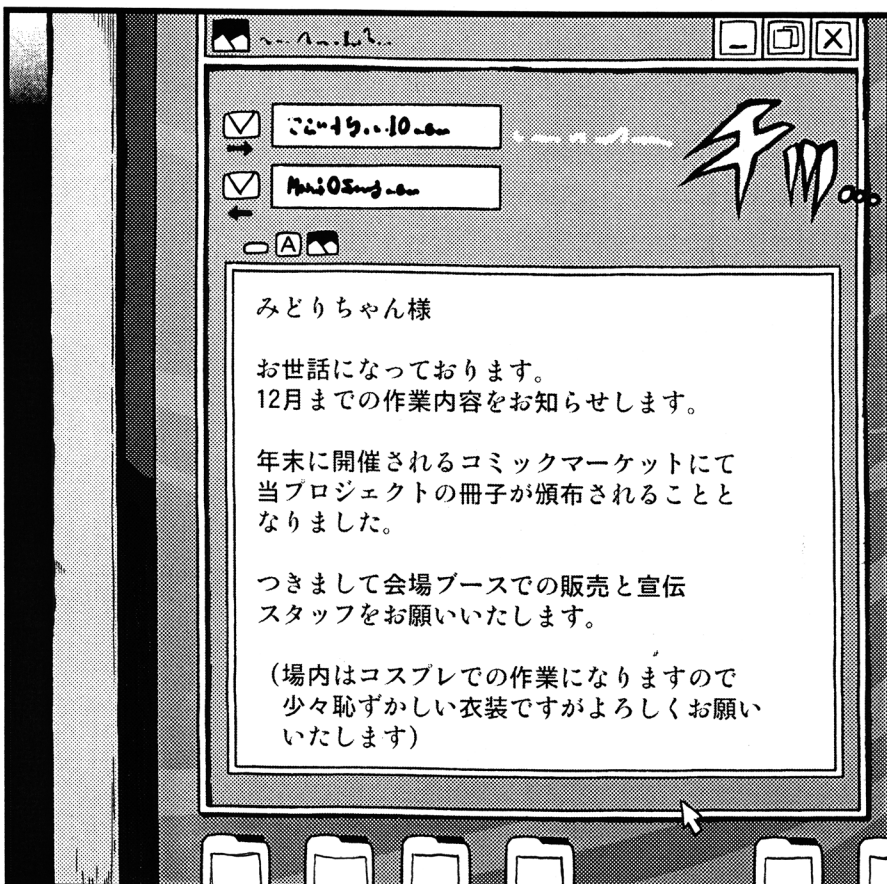 チッ…
A
みどりちゃん様
お世話になっております。
12月までの作業内容をお知らせします。
年末に開催されるコミックマーケットにて
当プロジェクトの冊子が頒布されることと
なりました。
つきまして会場ブースでの販売と宣伝
スタッフをお願いいたします。
(場内はコスプレでの作業になりますので
少々恥ずかしい衣装ですがよろしくお願い
いたします)